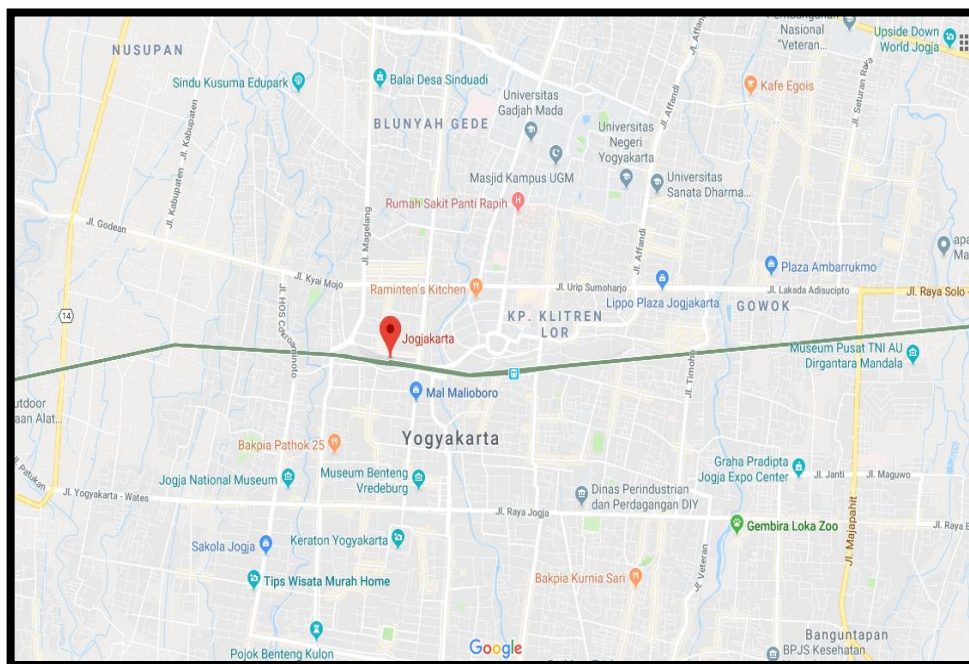 Nasional
"Veteran...
Upside Down
World Jogja
NUSUPAN
Sindu Kusuma Edupark
Balai Desa Sinduadi
Jl. Affandi
Kafe Egois
Jl. Seturan Raya
Universitas
Gadjah Mada
BLUNYAH GEDE
Universitas
Negeri
Yogyakarta
Jl. Kabupaten
Jl. Kabupaten
Masjid Kampus UGM
Universitas
Sanata Dharma...
Rumah Sakit Panti Rapih
Jl. Godean
Jl. Magelang
Jl. Affandi
Plaza Ambarrukmo
Jl. Kyai Mojo
Raminten's Kitchen
Jl. Urip Sumoharjo
Lippo Plaza Jogjakarta
Jl. Laksda Adisucipto
Jl. Raya Solo -
GOWOK
KP. KLITREN
LOR
14
Jl. HOS Cokroaminoto
Jogjakarta
Museum Pusat TNI AU
Dirgantara Mandala
Jl. Timoho
Mal Malioboro
utdoor
aan Alat...
Yogyakarta
Bakpia Pathok 25
Jl. Patukan
Jogja National Museum
Museum Benteng
Vredeburg
Graha Pradipta
Jogja Expo Center
Jl. Janti
Jl. Maguwo
Jl. Yogyakarta - Wates
Dinas Perindustrian
dan Perdagangan DIY
Jl. Raya Jogja
Gembira Loka Zoo
Jl. Majapahit
Sakola Jogja
Keraton Yogyakarta
Tips Wisata Murah Home
Bakpia Kurnia Sari
Jl. Veteran
Pojok Benteng Kulon
Google
Banguntapan
BPJS Kesehatan